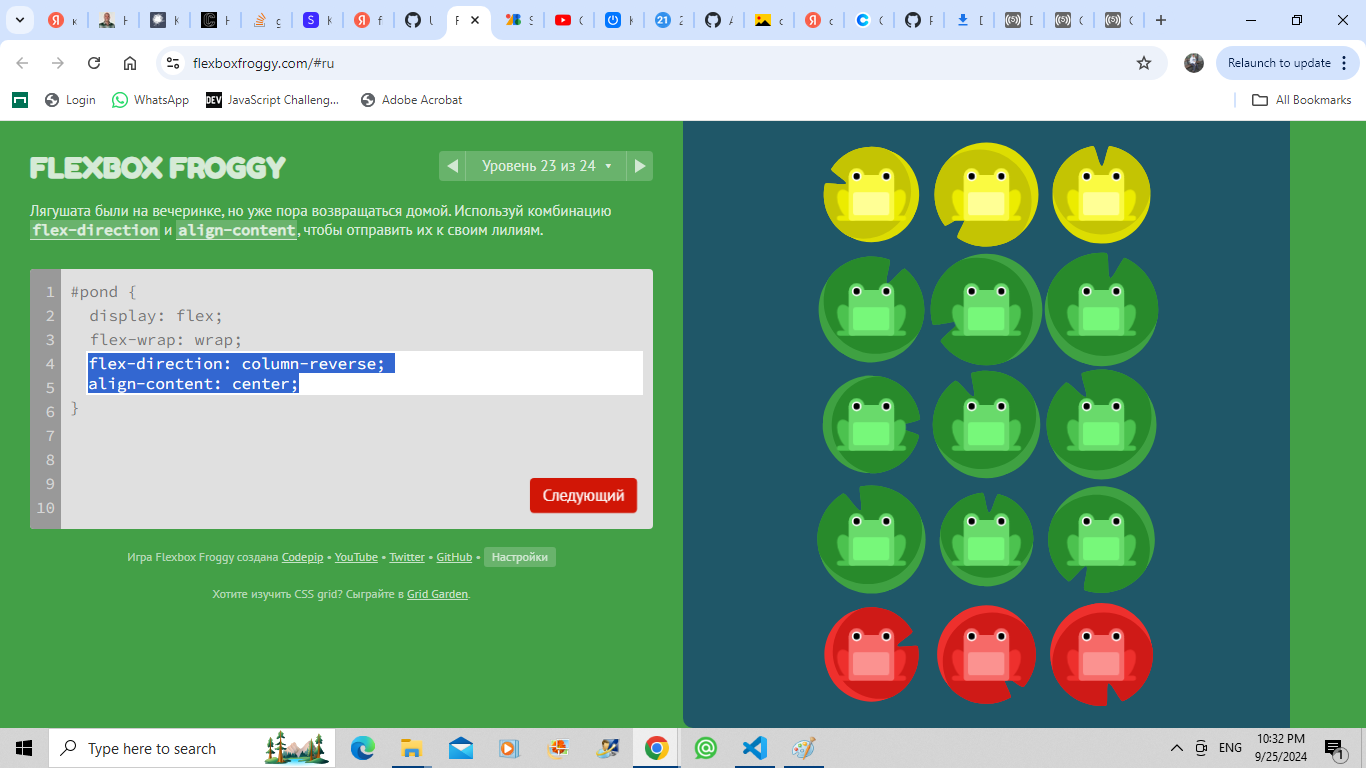 flexboxfroggy.com/#ru
Relaunch to update
Login
WhatsApp
DEV
JavaScript Challeng...
Adobe Acrobat
All Bookmarks
FLEXBOX FROGGY
Уровень 23 из 24
Лягушата были на вечеринке, но уже пора возвращаться домой. Используй комбинацию
flex-direction и align-content, чтобы отправить их к своим лилиям.
1 #pond {
2 display: flex;
3 flex-wrap: wrap;
4 flex-direction: column-reverse;
5 align-content: center;
6 }
7
8
9
10
Следующий
Игра Flexbox Froggy создана Codepip • YouTube • Twitter • GitHub • Настройки
Хотите изучить CSS grid? Сыграйте в Grid Garden.
Type here to search
ENG
10:32 PM
9/25/2024
1